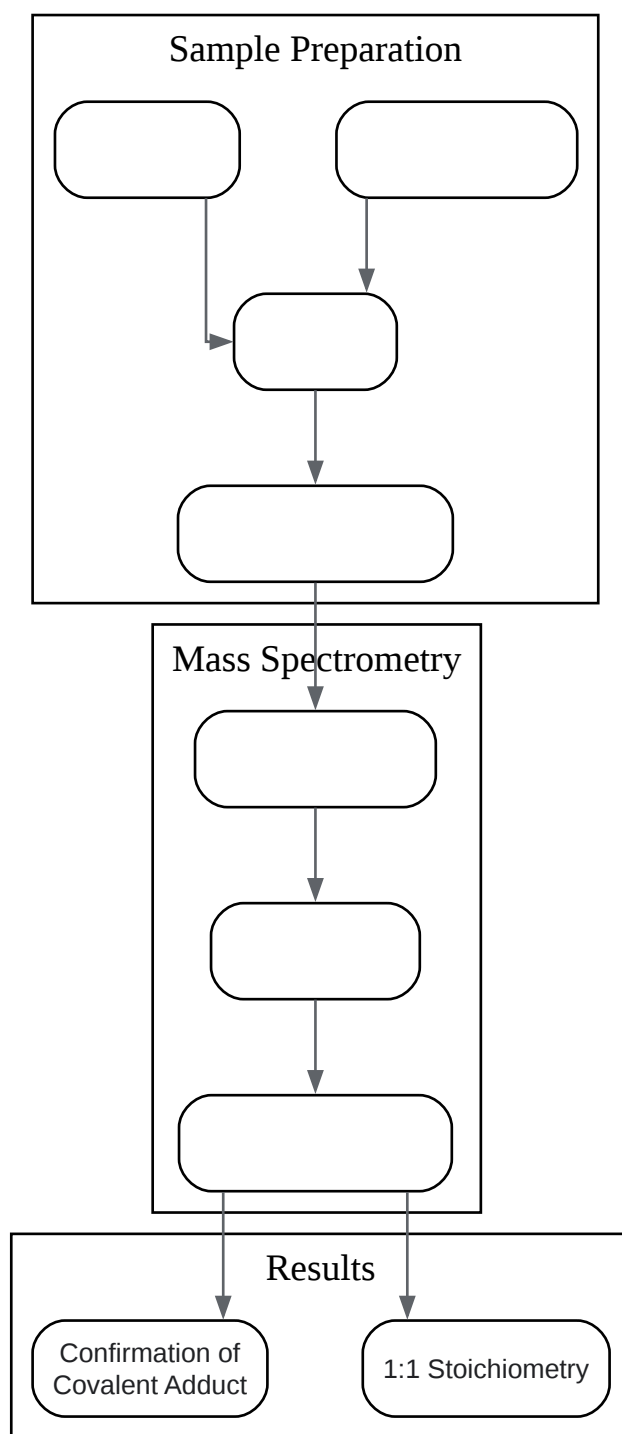 Sample Preparation
Mass Spectrometry
Results
Confirmation of
Covalent Adduct
1:1 Stoichiometry